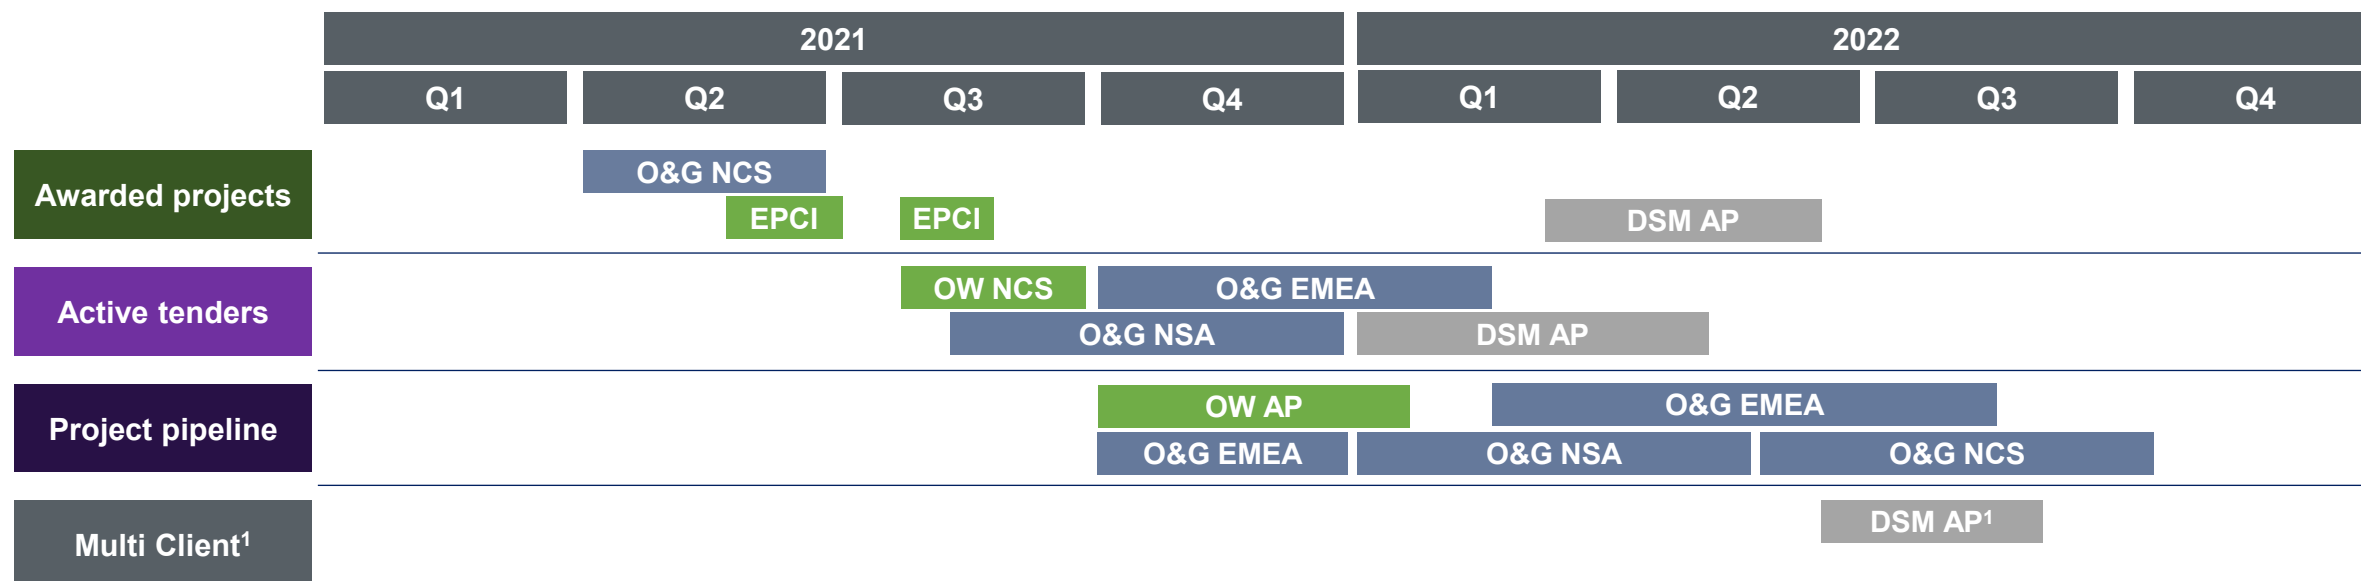 2021
2022
Q1
Q2
Q3
Q4
Q1
Q2
Q3
Q4
Awarded projects
O&G NCS
EPCI
EPCI
DSM AP
Active tenders
OW NCS
O&G EMEA
O&G NSA
DSM AP
Project pipeline
OW AP
O&G EMEA
O&G EMEA
O&G NSA
O&G NCS
Multi Client¹
DSM AP¹